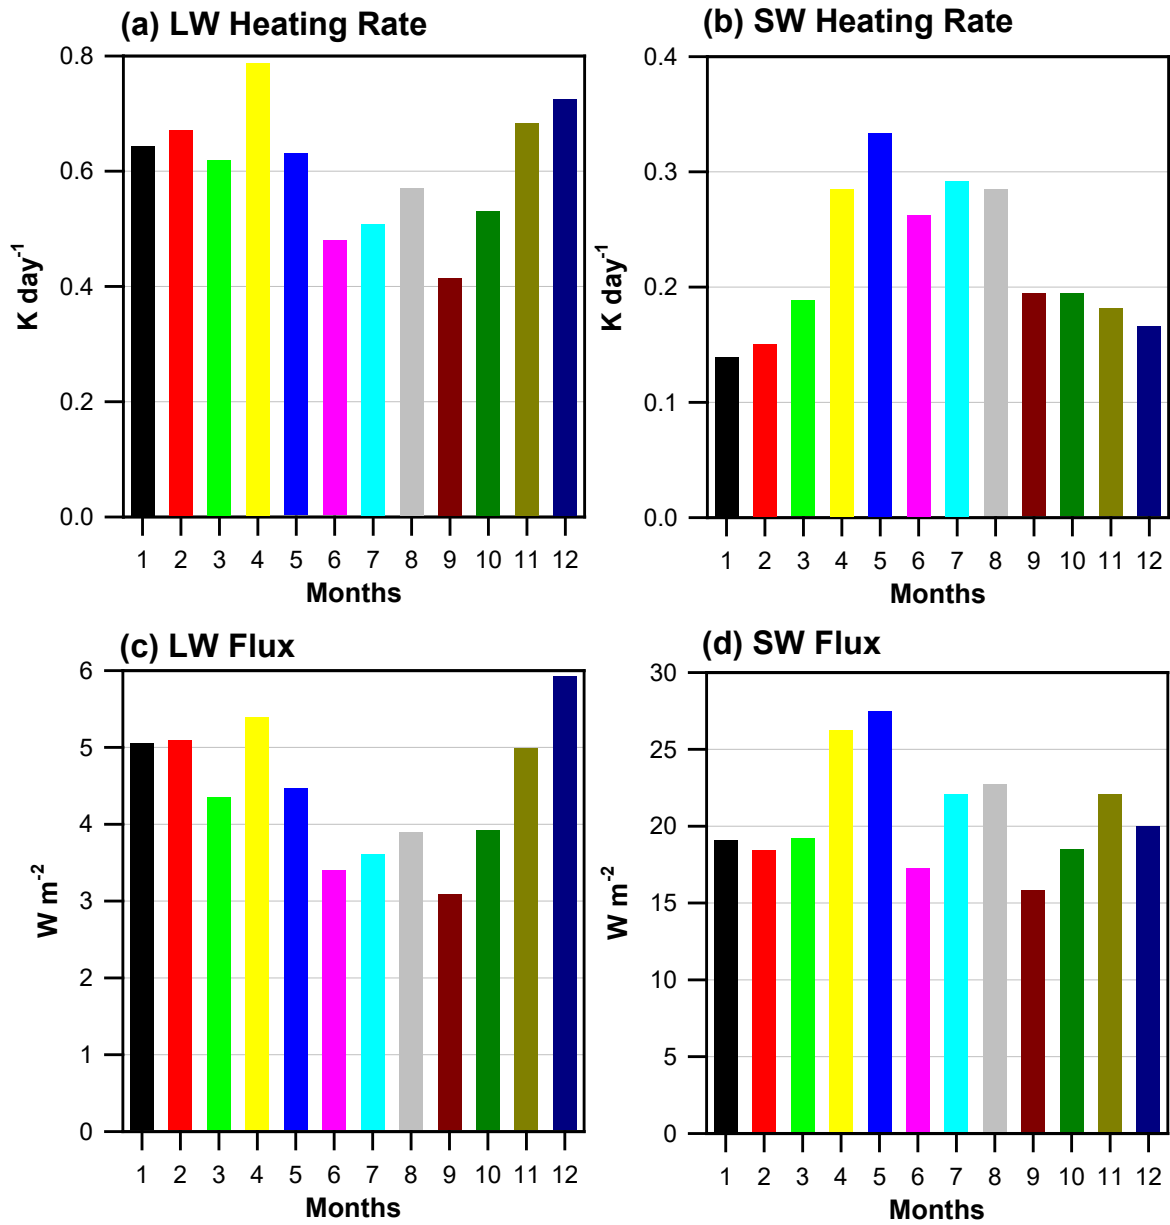 (a) LW Heating Rate
0.8
0.6
0.4
0.2
0.0
K day-1
1 2 3 4 5 6 7 8 9 10 11 12
Months
(b) SW Heating Rate
0.4
0.3
0.2
0.1
0.0
K day-1
1 2 3 4 5 6 7 8 9 10 11 12
Months
(c) LW Flux
6
5
4
3
2
1
0
W m-2
1 2 3 4 5 6 7 8 9 10 11 12
Months
(d) SW Flux
30
25
20
15
10
5
0
W m-2
1 2 3 4 5 6 7 8 9 10 11 12
Months